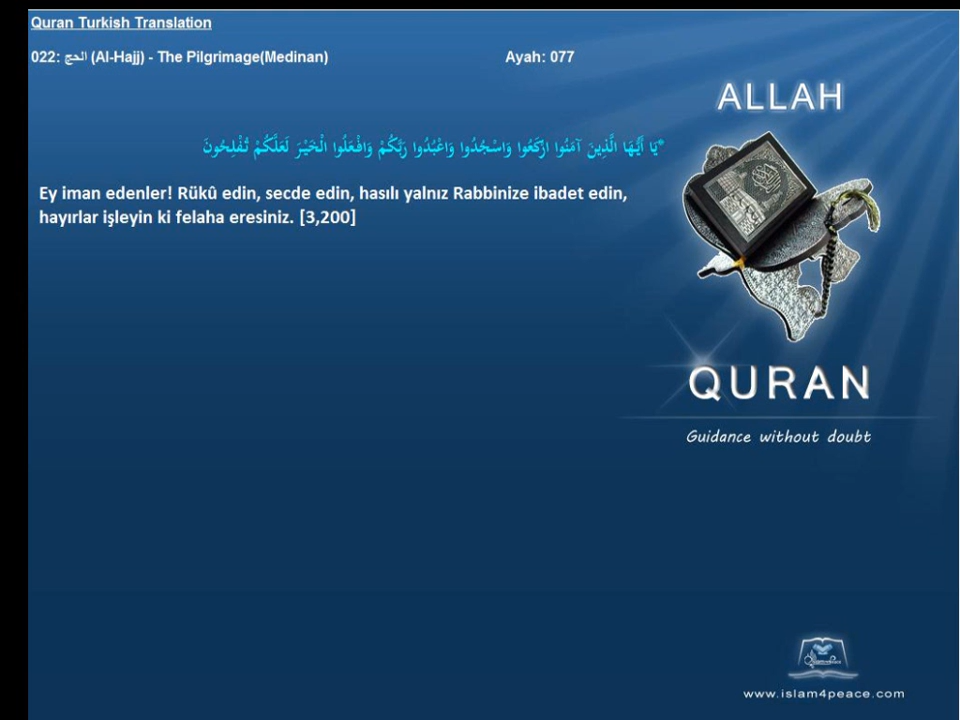 Quran Turkish Translation
022: الحج (Al-Hajj) - The Pilgrimage(Medinan) Ayah: 077
ALLAH
*يَا أَيُّهَا الَّذِينَ آمَنُوا ارْكَعُوا وَاسْجُدُوا وَاعْبُدُوا رَبَّكُمْ وَافْعَلُوا الْخَيْرَ لَعَلَّكُمْ تُفْلِحُونَ
Ey iman edenler! Rükû edin, secde edin, hasılı yalnız Rabbinize ibadet edin,
hayırlar işleyin ki felaha eresiniz. [3,200]
QURAN
Guidance without doubt
www.islam4peace.com